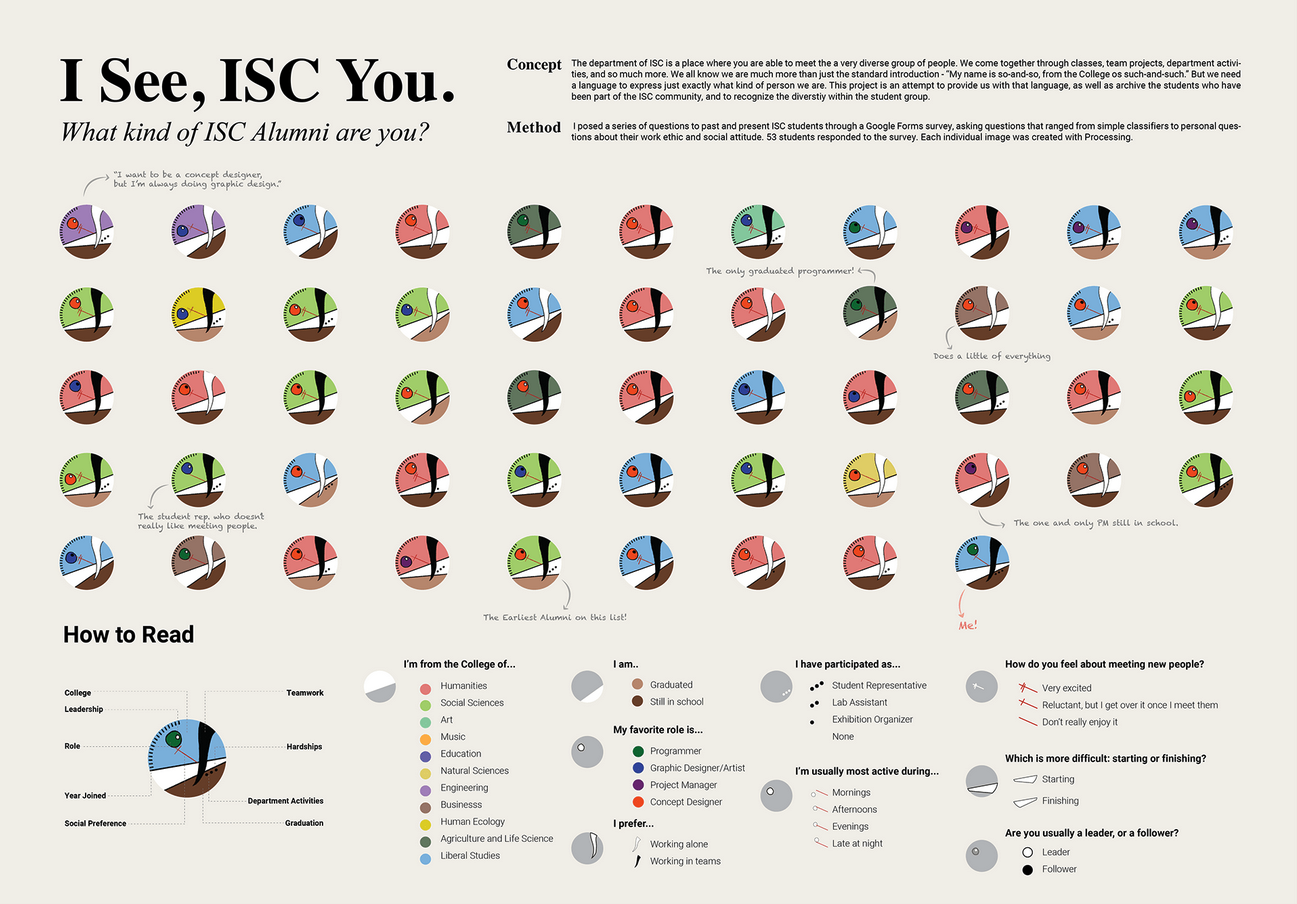 I See, ISC You.
What kind of ISC Alumni are you?
Concept
The department of ISC is a place where you are able to meet the a very diverse group of people. We come together through classes, team projects, department activi-
ties, and so much more. We all know we are much more than just the standard introduction - "My name is so-and-so, from the College os such-and-such." But we need
a language to express just exactly what kind of person we are. This project is an attempt to provide us with that language, as well as archive the students who have
been part of the ISC community, and to recognize the diverstiy within the student group.
Method
I posed a series of questions to past and present ISC students through a Google Forms survey, asking questions that ranged from simple classifiers to personal ques-
tions about their work ethic and social attitude. 53 students responded to the survey. Each individual image was created with Processing.
"I want to be a concept designer,
but I'm always doing graphic design."
The only graduated programmer!
Does a little of everything
The student rep. who doesn't
really like meeting people.
The one and only PM still in school.
The Earliest Alumni on this list!
Me!
How to Read
College
Leadership
Role
Year Joined
Social Preference
Teamwork
Hardships
Department Activities
Graduation
I'm from the College of...
Humanities
Social Sciences
Art
Music
Education
Natural Sciences
Engineering
Businesss
Human Ecology
Agriculture and Life Science
Liberal Studies
I am..
Graduated
Still in school
My favorite role is...
Programmer
Graphic Designer/Artist
Project Manager
Concept Designer
I prefer...
Working alone
Working in teams
I have participated as...
Student Representative
Lab Assistant
Exhibition Organizer
None
I'm usually most active during...
Mornings
Afternoons
Evenings
Late at night
How do you feel about meeting new people?
Very excited
Reluctant, but I get over it once I meet them
Don't really enjoy it
Which is more difficult: starting or finishing?
Starting
Finishing
Are you usually a leader, or a follower?
Leader
Follower